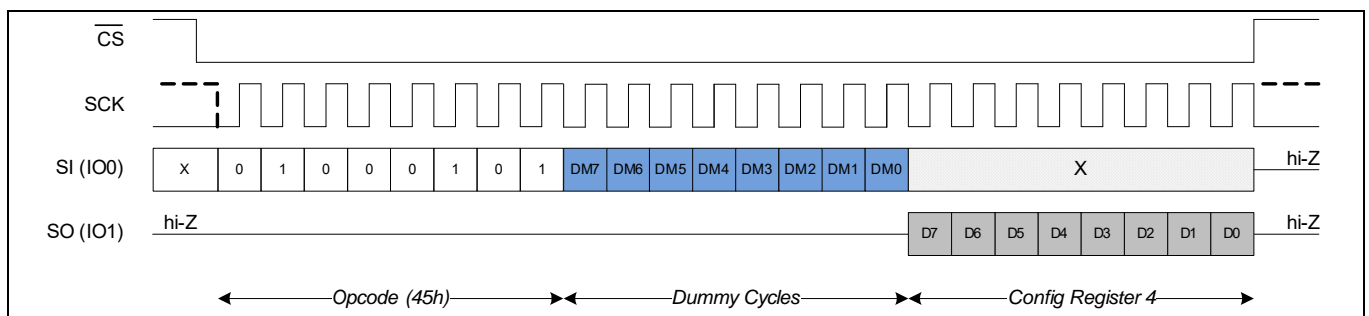 CS
SCK
SI (IO0) X 0 1 0 0 0 1 0 1 DM7 DM6 DM5 DM4 DM3 DM2 DM1 DM0 X hi-Z
SO (IO1) hi-Z D7 D6 D5 D4 D3 D2 D1 D0 hi-Z
Opcode (45h) Dummy Cycles Config Register 4